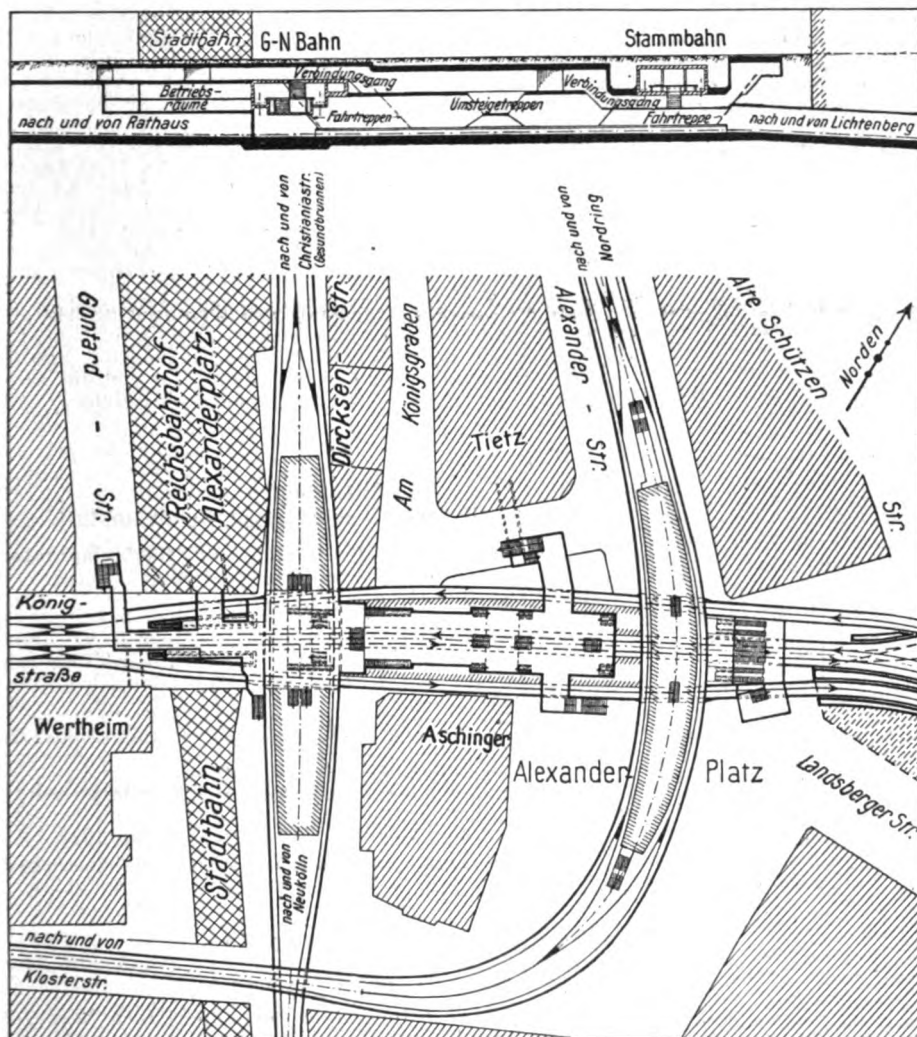 Stadtbahn
G-N Bahn
Stammbahn
Verbindungsgang
Betriebs-
räume
Fahrtreppen
Umsteigetreppen
Verbindungsgang
Fahrtreppe
nach und von Rathaus
nach und von Lichtenberg
nach und von
Christianiastr.
(Gesundbrunnen)
nach und von
Nordring
Gontard - Str.
Reichsbahnhof
Alexanderplatz
Dircksen - Str.
Am Königsgraben
Tietz
Alexander - Str.
Alte Schützen - Str.
Norden
König-
straße
Wertheim
Stadtbahn
nach und von
Neukölln
Aschinger
Alexander-
Platz
Landsberger Str.
nach und von
Klosterstr.